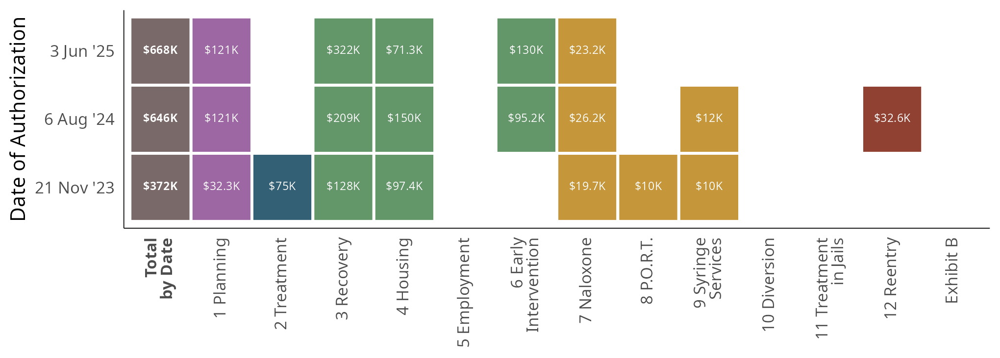 Date of Authorization
3 Jun '25
$668K
$121K
$322K
$71.3K
$130K
$23.2K
6 Aug '24
$646K
$121K
$209K
$150K
$95.2K
$26.2K
$12K
$32.6K
21 Nov '23
$372K
$32.3K
$75K
$128K
$97.4K
$19.7K
$10K
$10K
Total
by Date
1 Planning
2 Treatment
3 Recovery
4 Housing
5 Employment
6 Early
Intervention
7 Naloxone
8 P.O.R.T.
9 Syringe
Services
10 Diversion
11 Treatment
in Jails
12 Reentry
Exhibit B